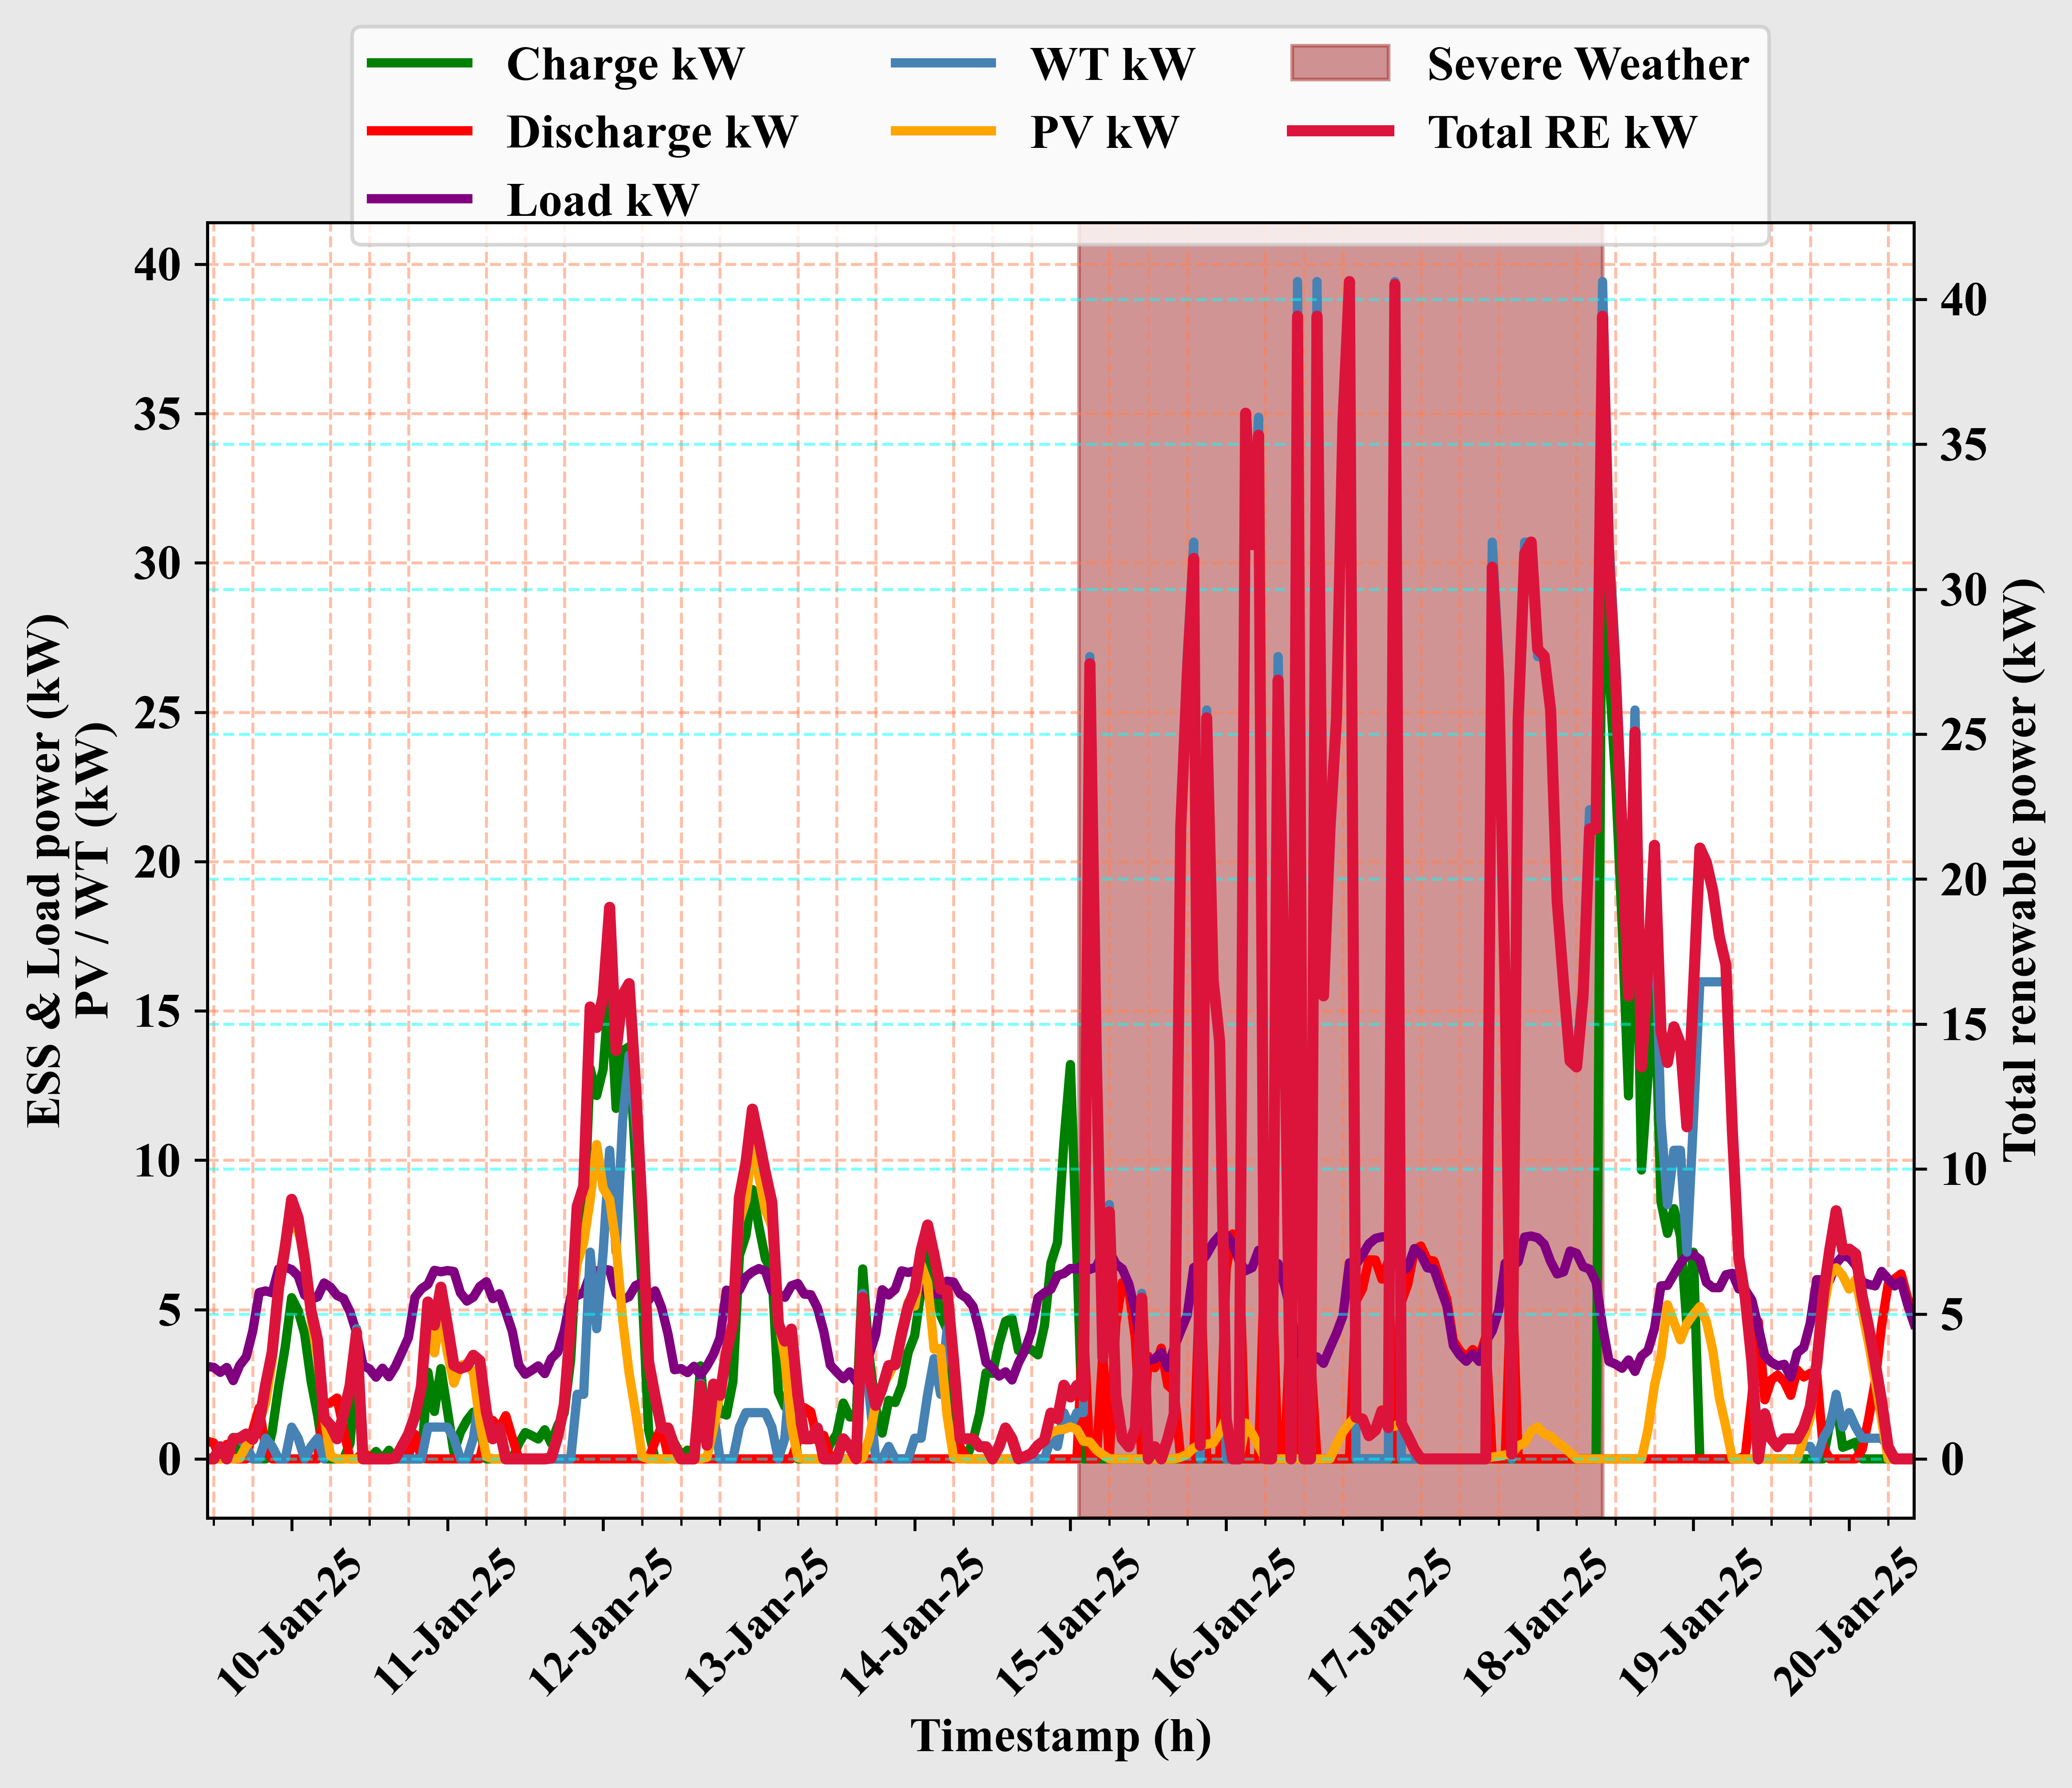 Charge kW
Discharge kW
Load kW
WT kW
PV kW
Severe Weather
Total RE kW
ESS & Load power (kW)
PV / WT (kW)
40
35
30
25
20
15
10
5
0
40
35
30
25
20
15
10
5
0
Total renewable power (kW)
10-Jan-25
11-Jan-25
12-Jan-25
13-Jan-25
14-Jan-25
15-Jan-25
16-Jan-25
17-Jan-25
18-Jan-25
19-Jan-25
20-Jan-25
Timestamp (h)